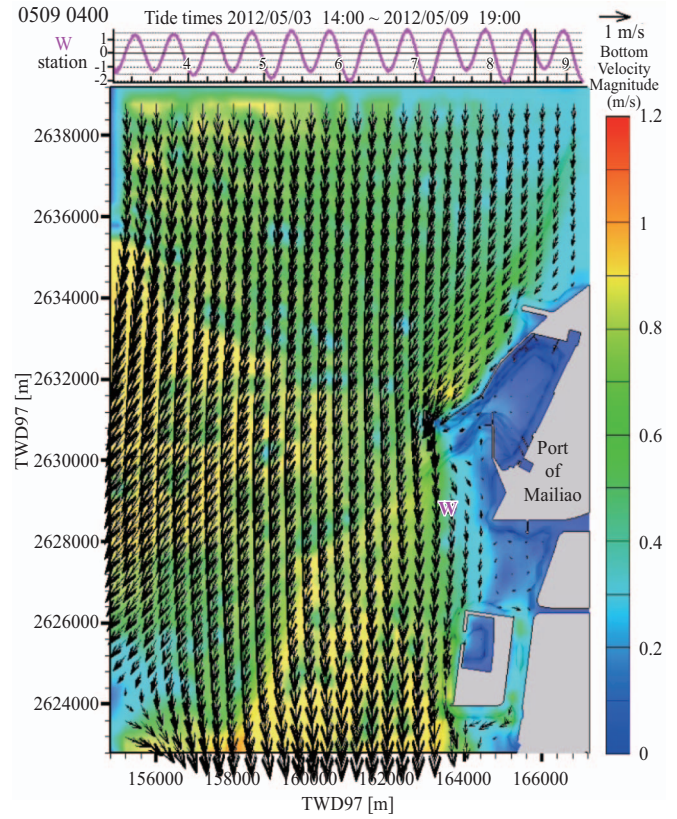 0509 0400
Tide times 2012/05/03 14:00 ~ 2012/05/09 19:00
W
station
1
0
-1
-2
4 5 6 7 8 9
1 m/s
Bottom
Velocity
Magnitude
(m/s)
1.2
1
0.8
0.6
0.4
0.2
0
2638000
2636000
2634000
2632000
2630000
2628000
2626000
2624000
TWD97 [m]
Port
of
Mailiao
W
156000 158000 160000 162000 164000 166000
TWD97 [m]